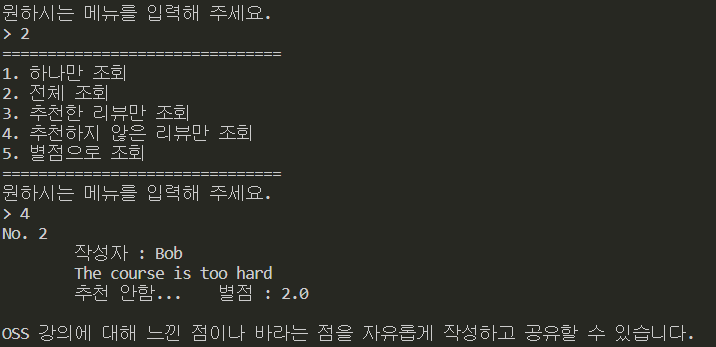 원하시는 메뉴를 입력해 주세요.
> 2
===============================
1. 하나만 조회
2. 전체 조회
3. 추천한 리뷰만 조회
4. 추천하지 않은 리뷰만 조회
5. 별점으로 조회
===============================
원하시는 메뉴를 입력해 주세요.
> 4
No. 2
작성자 : Bob
The course is too hard
추천 안함... 별점 : 2.0
OSS 강의에 대해 느낀 점이나 바라는 점을 자유롭게 작성하고 공유할 수 있습니다.